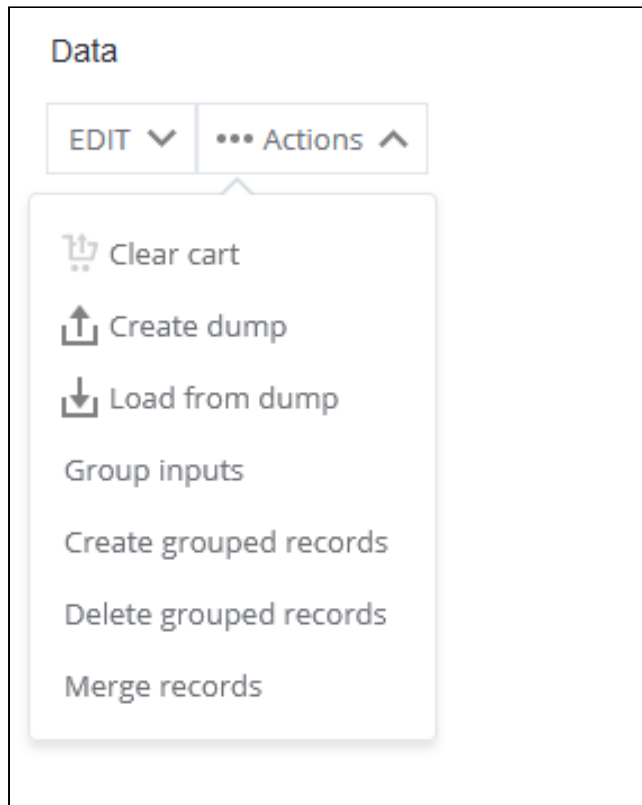 Data
EDIT ••• Actions
Clear cart
Create dump
Load from dump
Group inputs
Create grouped records
Delete grouped records
Merge records